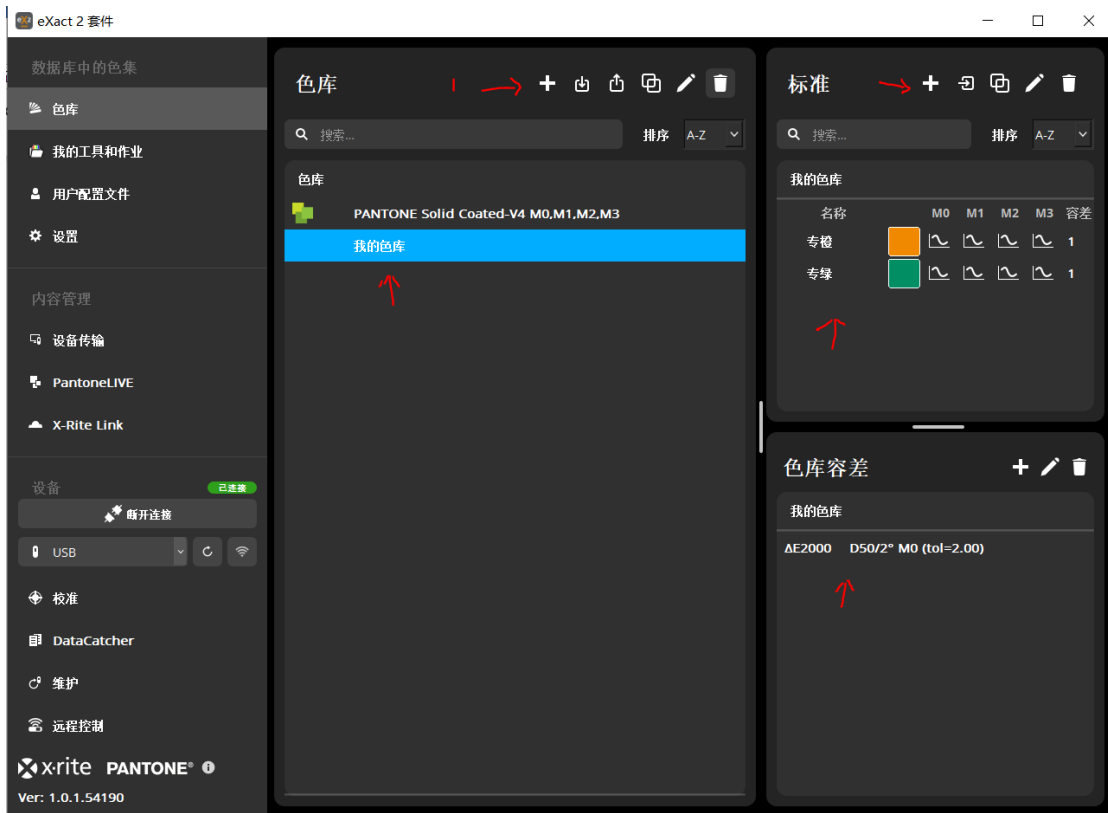 eXact 2 套件
数据库中的色集
色库
我的工具和作业
用户配置文件
设置
内容管理
设备传输
PantoneLIVE
X-Rite Link
设备 已连接
断开连接
USB
校准
DataCatcher
维护
远程控制
x·rite PANTONE®
Ver: 1.0.1.54190
色库
搜索... 排序 A-Z
色库
PANTONE Solid Coated-V4 M0,M1,M2,M3
我的色库
标准
搜索... 排序 A-Z
我的色库
名称 M0 M1 M2 M3 容差
专橙 1
专绿 1
色库容差
我的色库
ΔE2000 D50/2° M0 (tol=2.00)